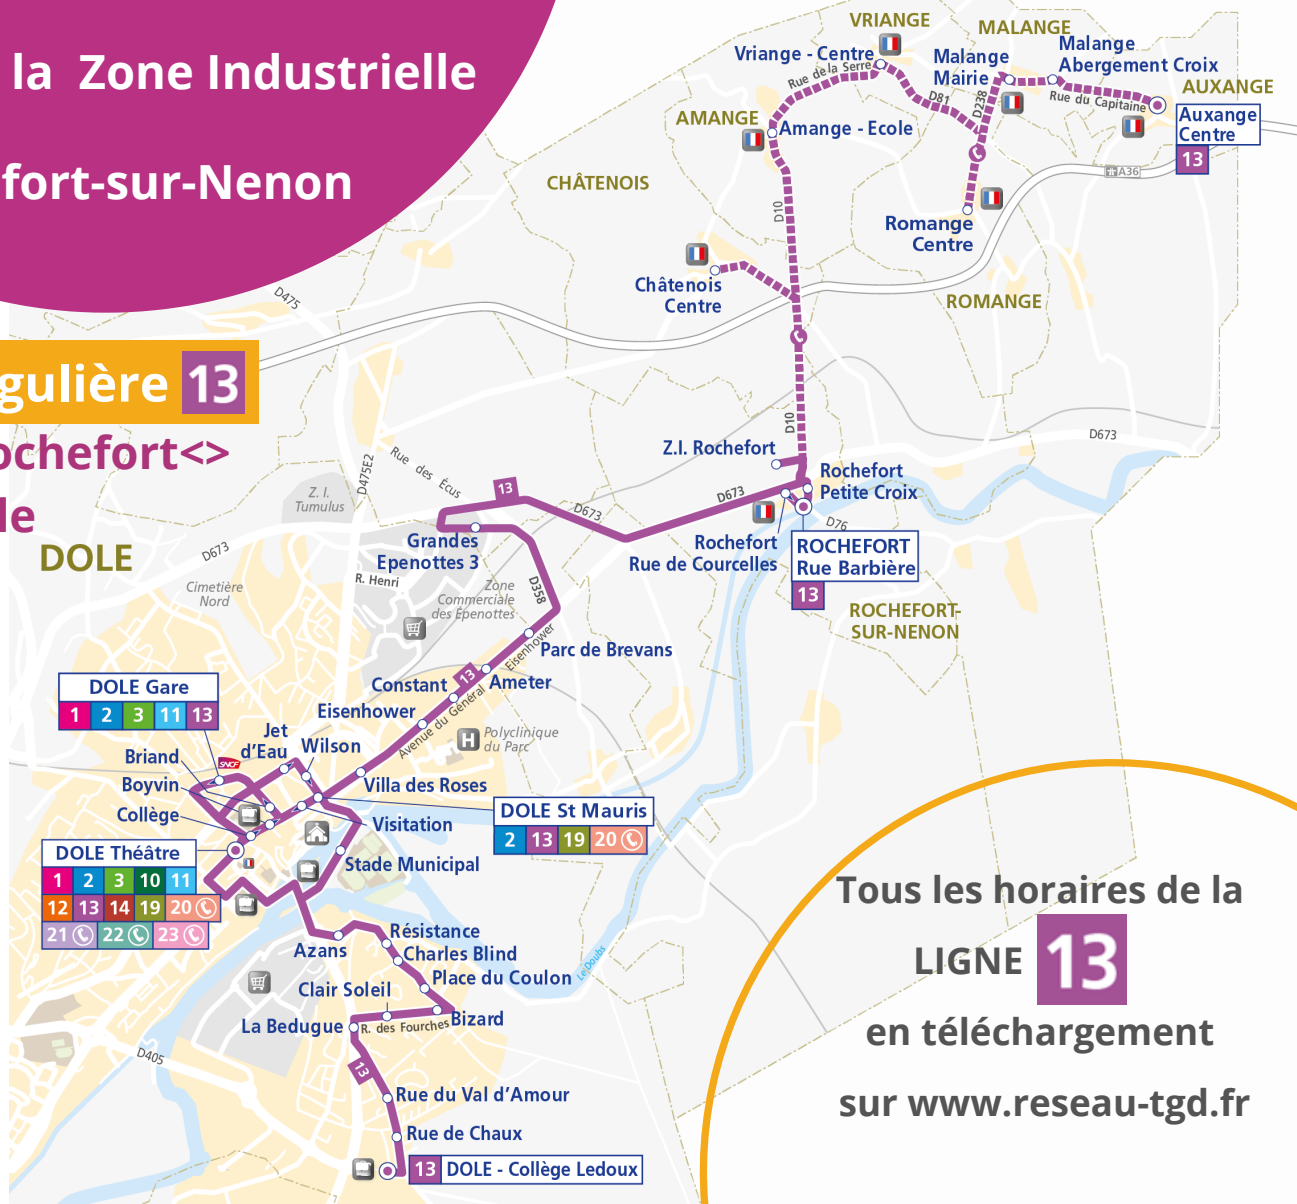 la Zone Industrielle
fort-sur-Nenon
gulière 13
ochefort<>
le
VRIANGE
MALANGE
Vriange - Centre
Malange
Mairie
Malange
Abergement Croix
Rue de la Serre
D81
D238
Rue du Capitaine
AUXANGE
Auxange
Centre
13
AMANGE
Amange - Ecole
A36
CHÂTENOIS
D10
Romange
Centre
Châtenois
Centre
ROMANGE
D475
D10
D673
Z.I. Rochefort
Rochefort
Petite Croix
D475E2
Rue des Écus
Z. I.
Tumulus
13
D673
D673
D76
Grandes
Epenottes 3
Rochefort
Rue de Courcelles
ROCHEFORT
Rue Barbière
13
DOLE
D673
Cimetière
Nord
R. Henri
Zone
Commerciale
des Epenottes
D358
ROCHEFORT-
SUR-NENON
Parc de Brevans
Eisenhower
13
Ameter
Constant
Eisenhower
Avenue du Général
H
Polyclinique
du Parc
DOLE Gare
1 2 3 11 13
Jet
d'Eau
Wilson
Briand
SNCF
Boyvin
Villa des Roses
Collège
DOLE St Mauris
2 13 19 20
Visitation
DOLE Théâtre
1 2 3 10 11
12 13 14 19 20
21 22 23
Stade Municipal
Résistance
Azans
Charles Blind
Place du Coulon
Le Doubs
Clair Soleil
La Bedugue
R. des Fourches
Bizard
D405
13
Rue du Val d'Amour
Rue de Chaux
13 DOLE - Collège Ledoux
Tous les horaires de la
LIGNE 13
en téléchargement
sur www.reseau-tgd.fr